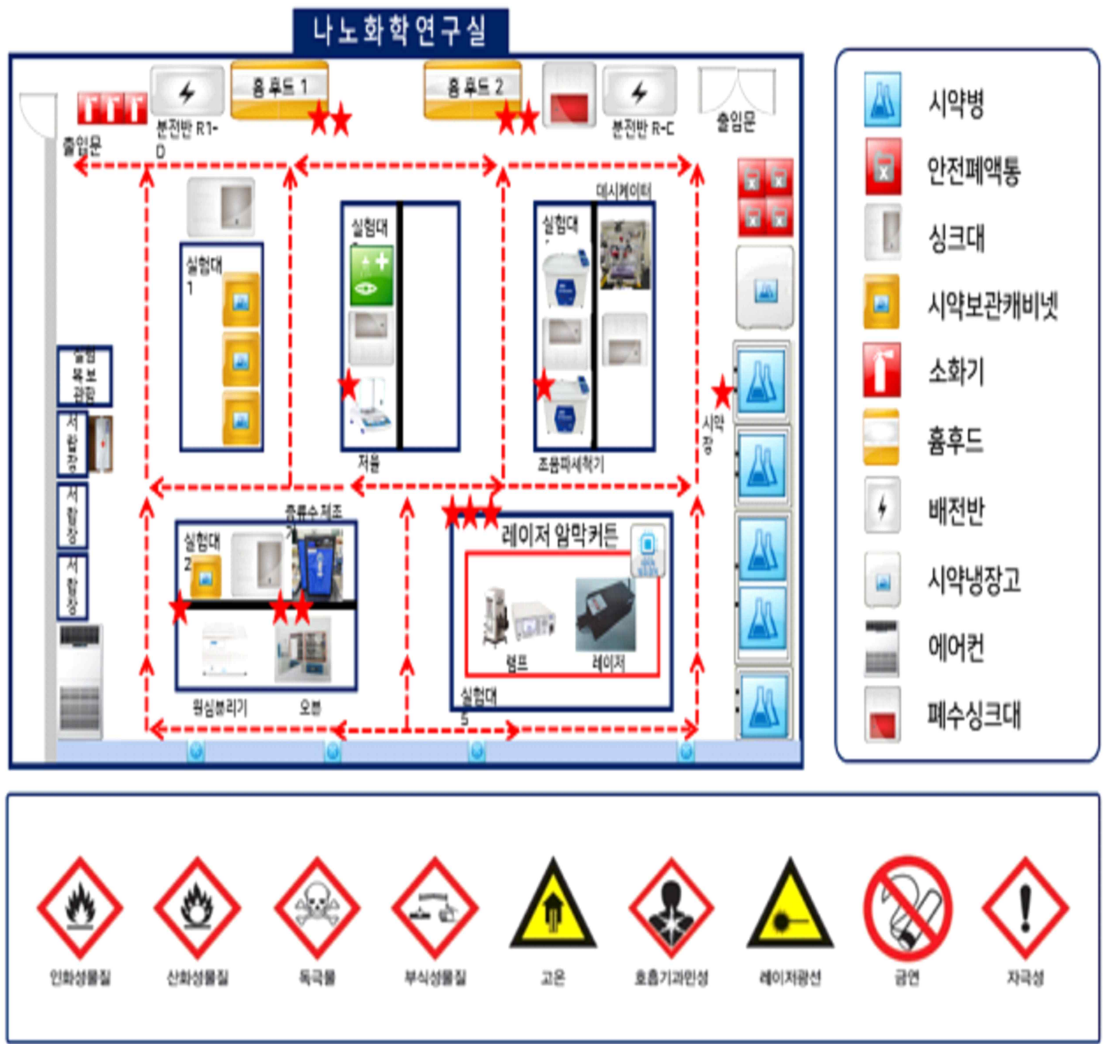 나노화학연구실
흄 후드 1
흄 후드 2
분전반 R1-
D
분전반 R-C
출입문
출입문
데시케이터
실험대
실험대
실험대
1
저울
초음파세척기
시약
장
서
랍
장
서
랍
장
서
랍
장
증류수 제조
기
실험대
2
원심분리기
오븐
레이저 암막커튼
램프
레이저
실험대
5
시약병
안전폐액통
싱크대
시약보관캐비넷
소화기
흄후드
배전반
시약냉장고
에어컨
폐수싱크대
인화성물질
산화성물질
독극물
부식성물질
고온
호흡기과민성
레이저광선
금연
자극성